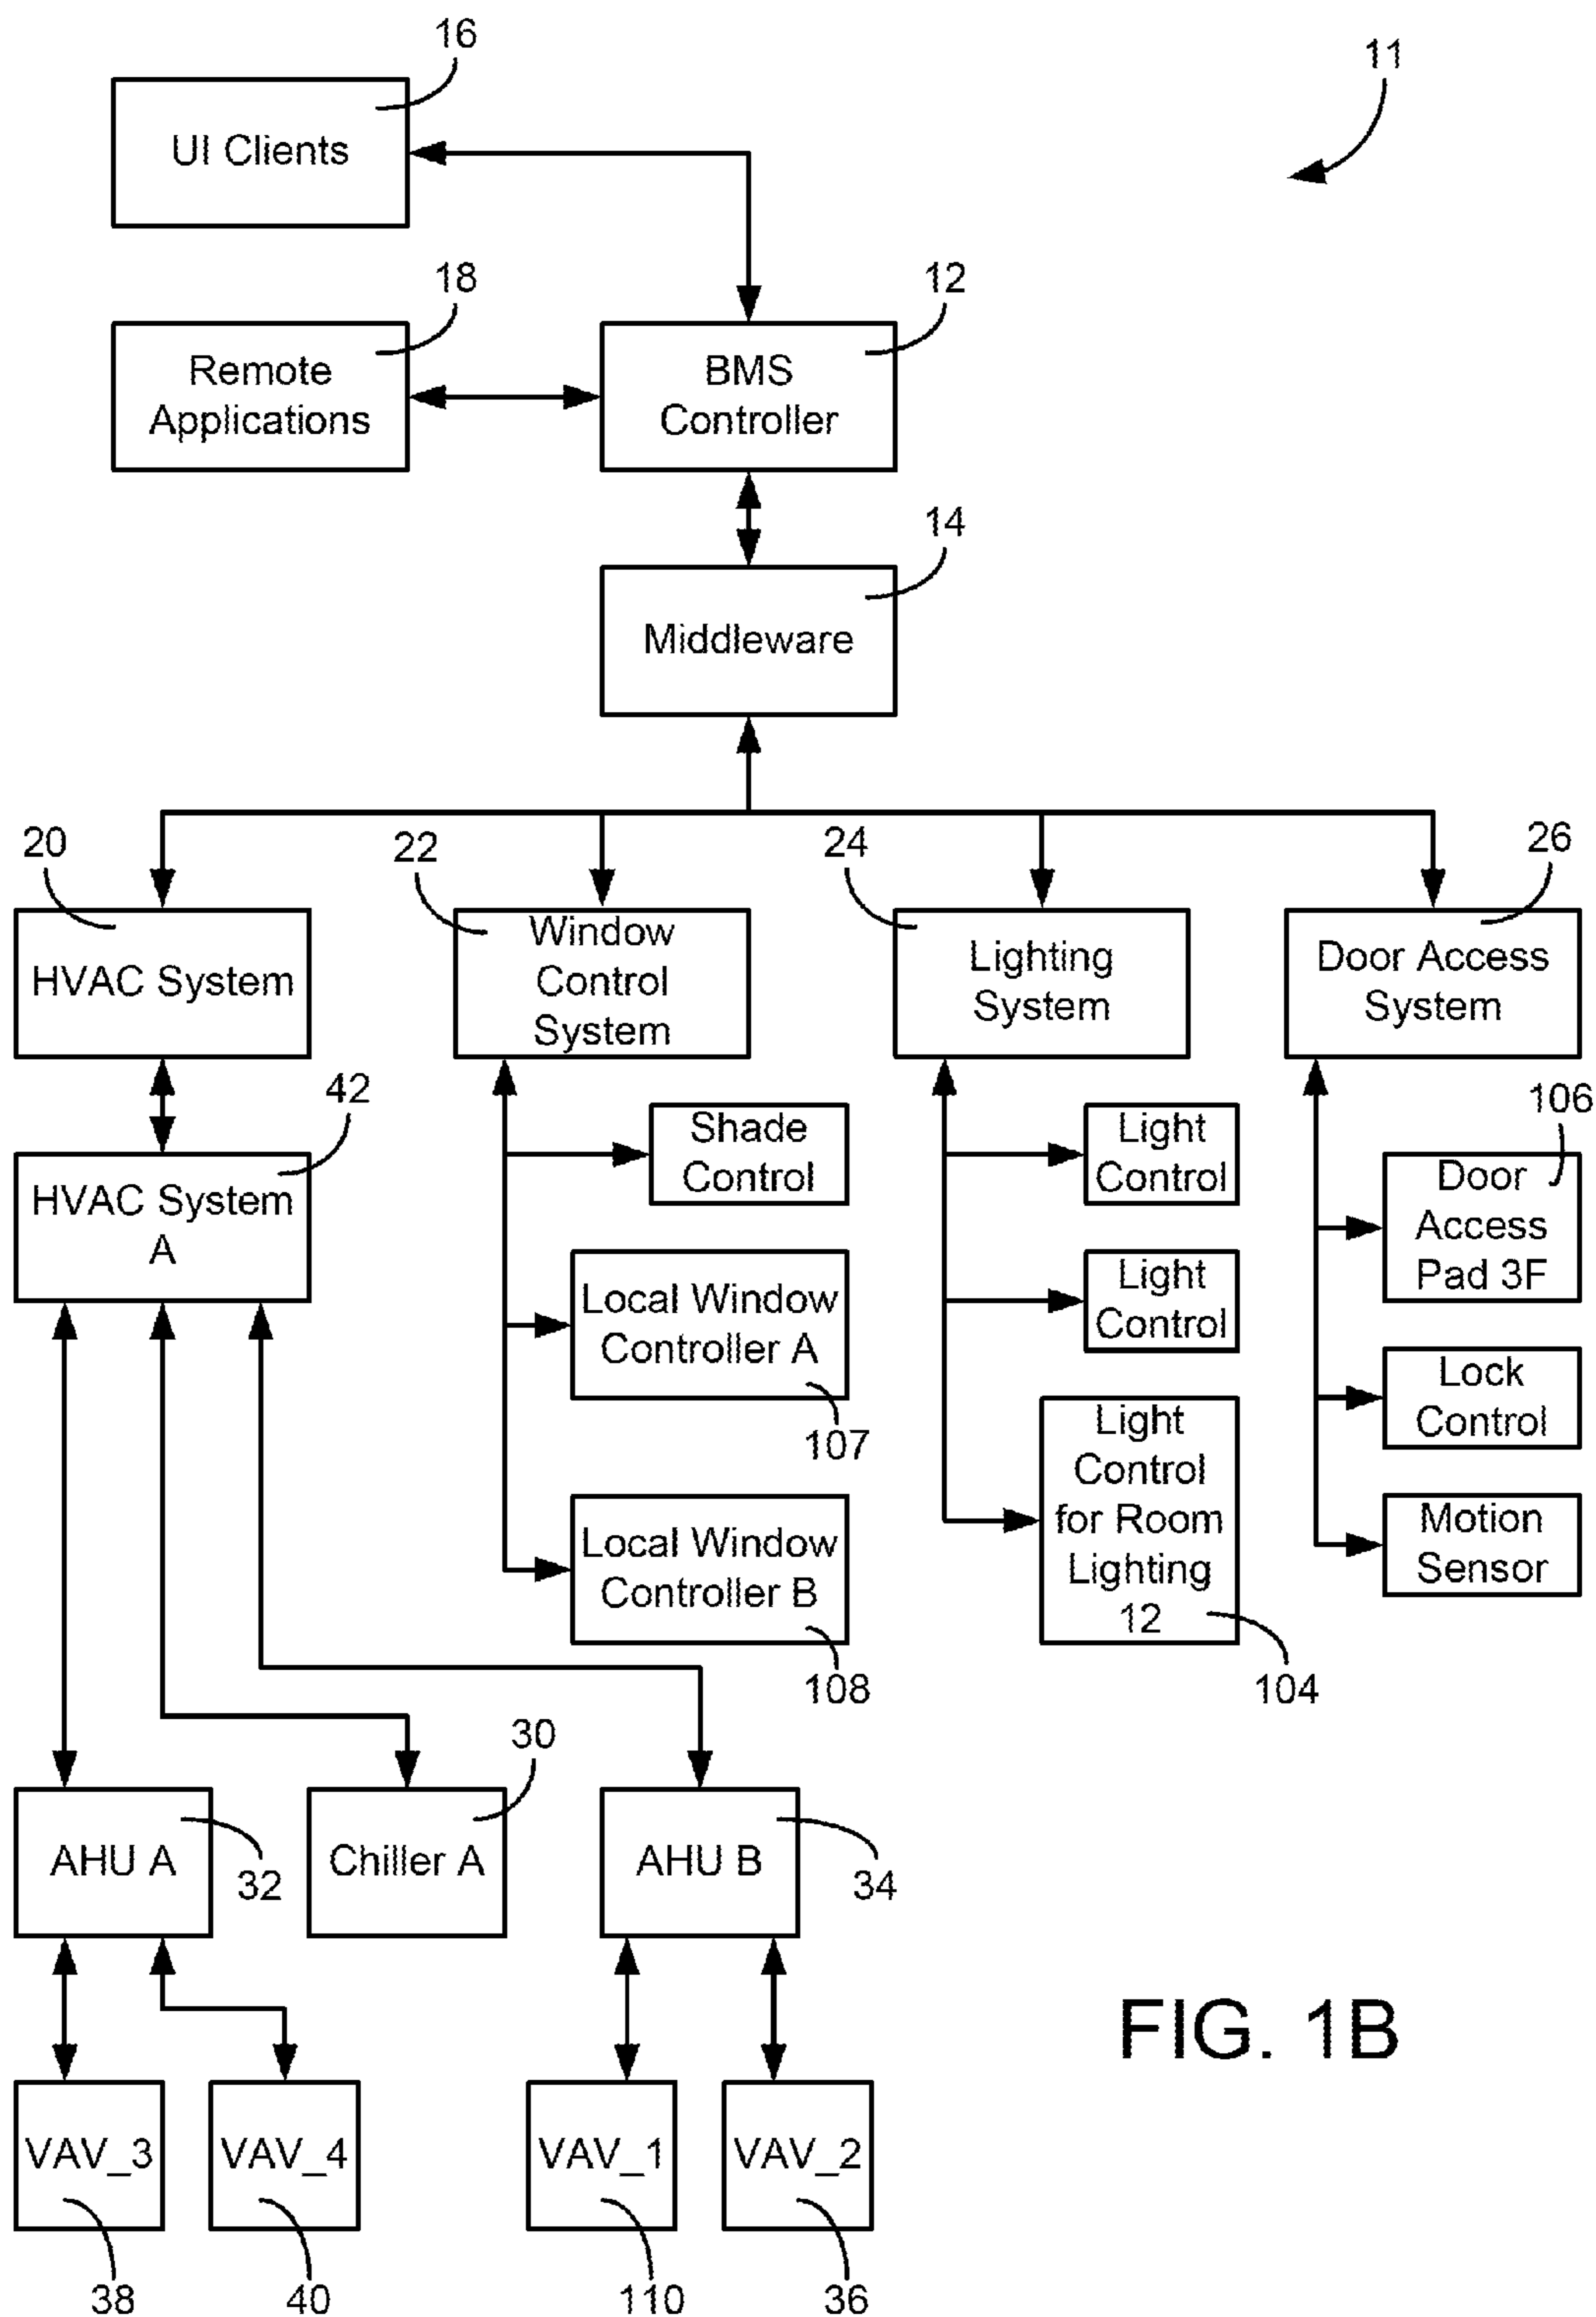 16
11
UI Clients
18
12
Remote
Applications
BMS
Controller
14
Middleware
20
22
24
26
HVAC System
Window
Control
System
Lighting
System
Door Access
System
42
106
HVAC System
A
Shade
Control
Light
Control
Door
Access
Pad 3F
Local Window
Controller A
107
Light
Control
Lock
Control
Local Window
Controller B
108
Light
Control
for Room
Lighting
12
104
Motion
Sensor
30
AHU A
32
Chiller A
AHU B
34
FIG. 1B
VAV_3
VAV_4
VAV_1
VAV_2
38
40
110
36